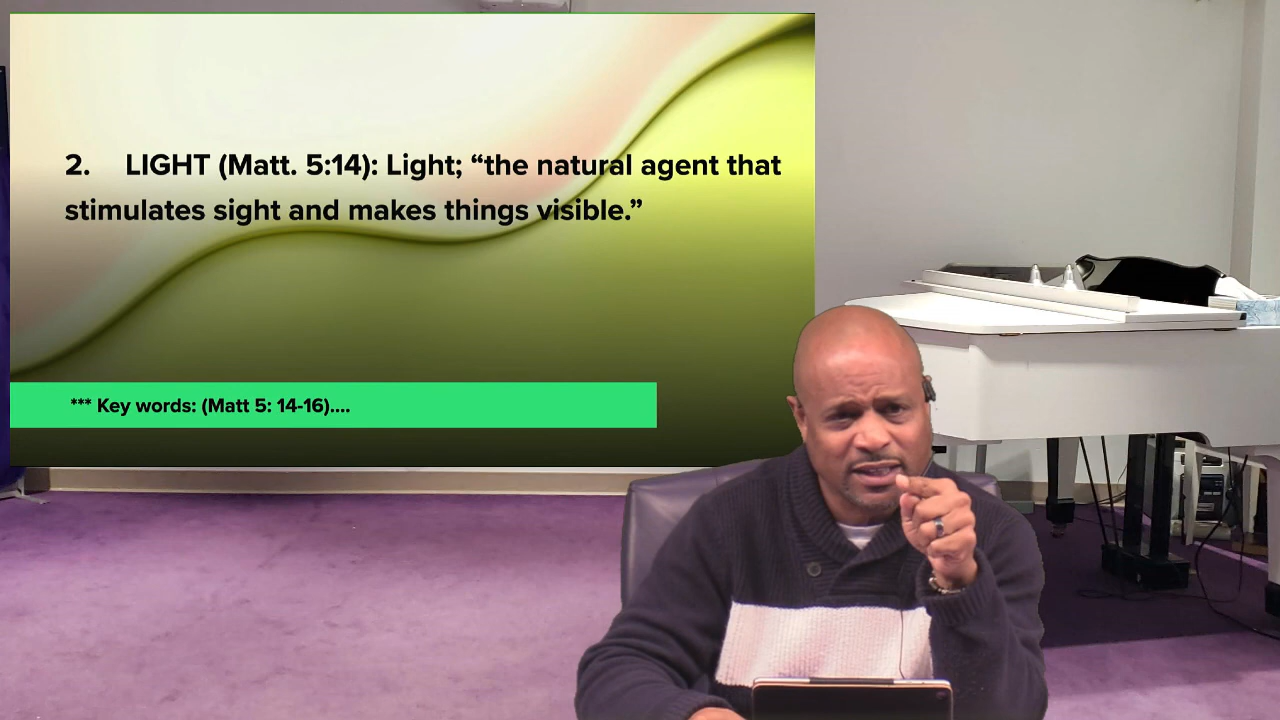 2. LIGHT (Matt. 5:14): Light; “the natural agent that
stimulates sight and makes things visible.”
*** Key words: (Matt 5: 14-16)....